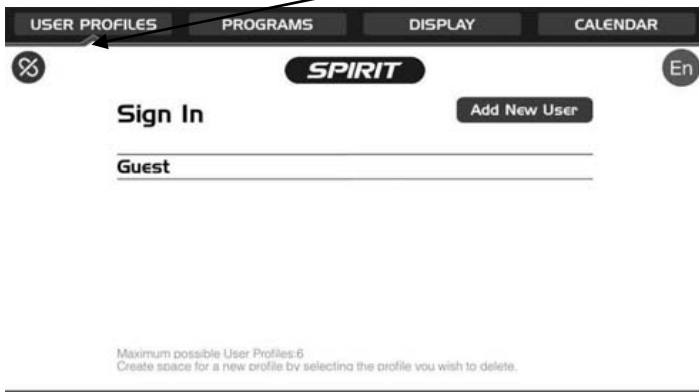 USER PROFILES PROGRAMS DISPLAY CALENDAR
SPIRIT En
Sign In Add New User
Guest
Maximum possible User Profiles:6
Create space for a new profile by selecting the profile you wish to delete.